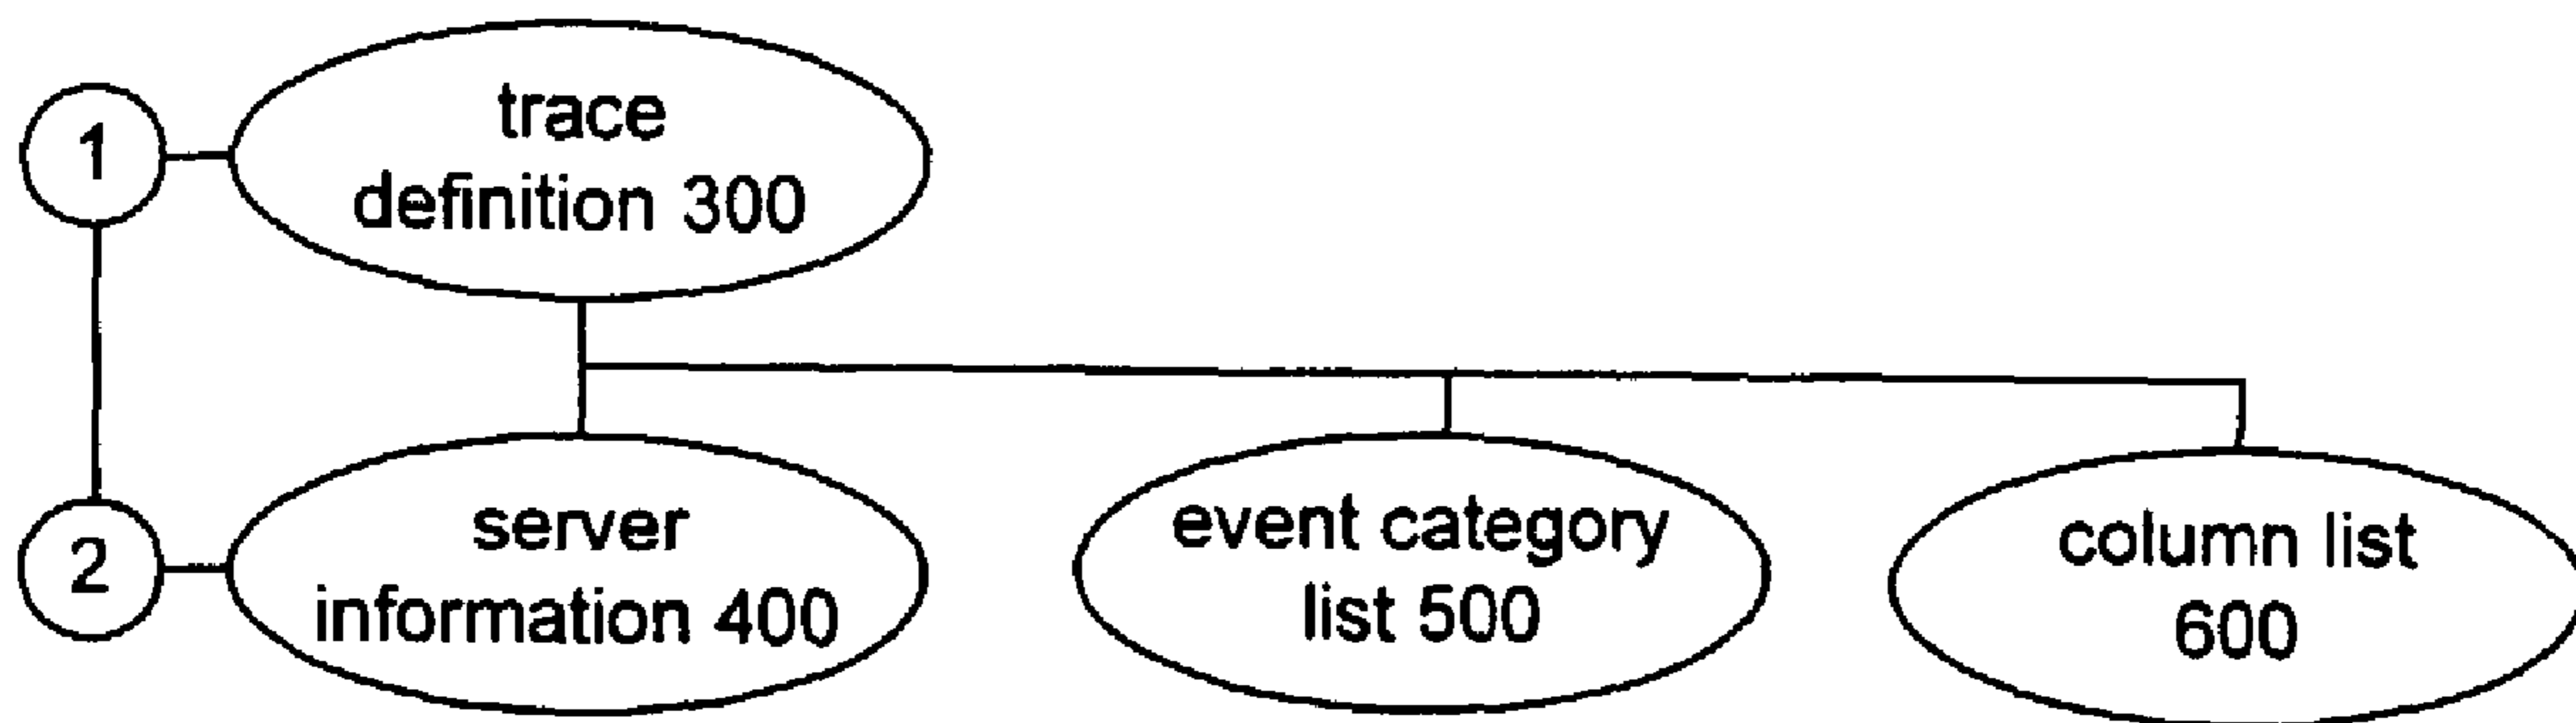 1
trace
definition 300
2
server
information 400
event category
list 500
column list
600